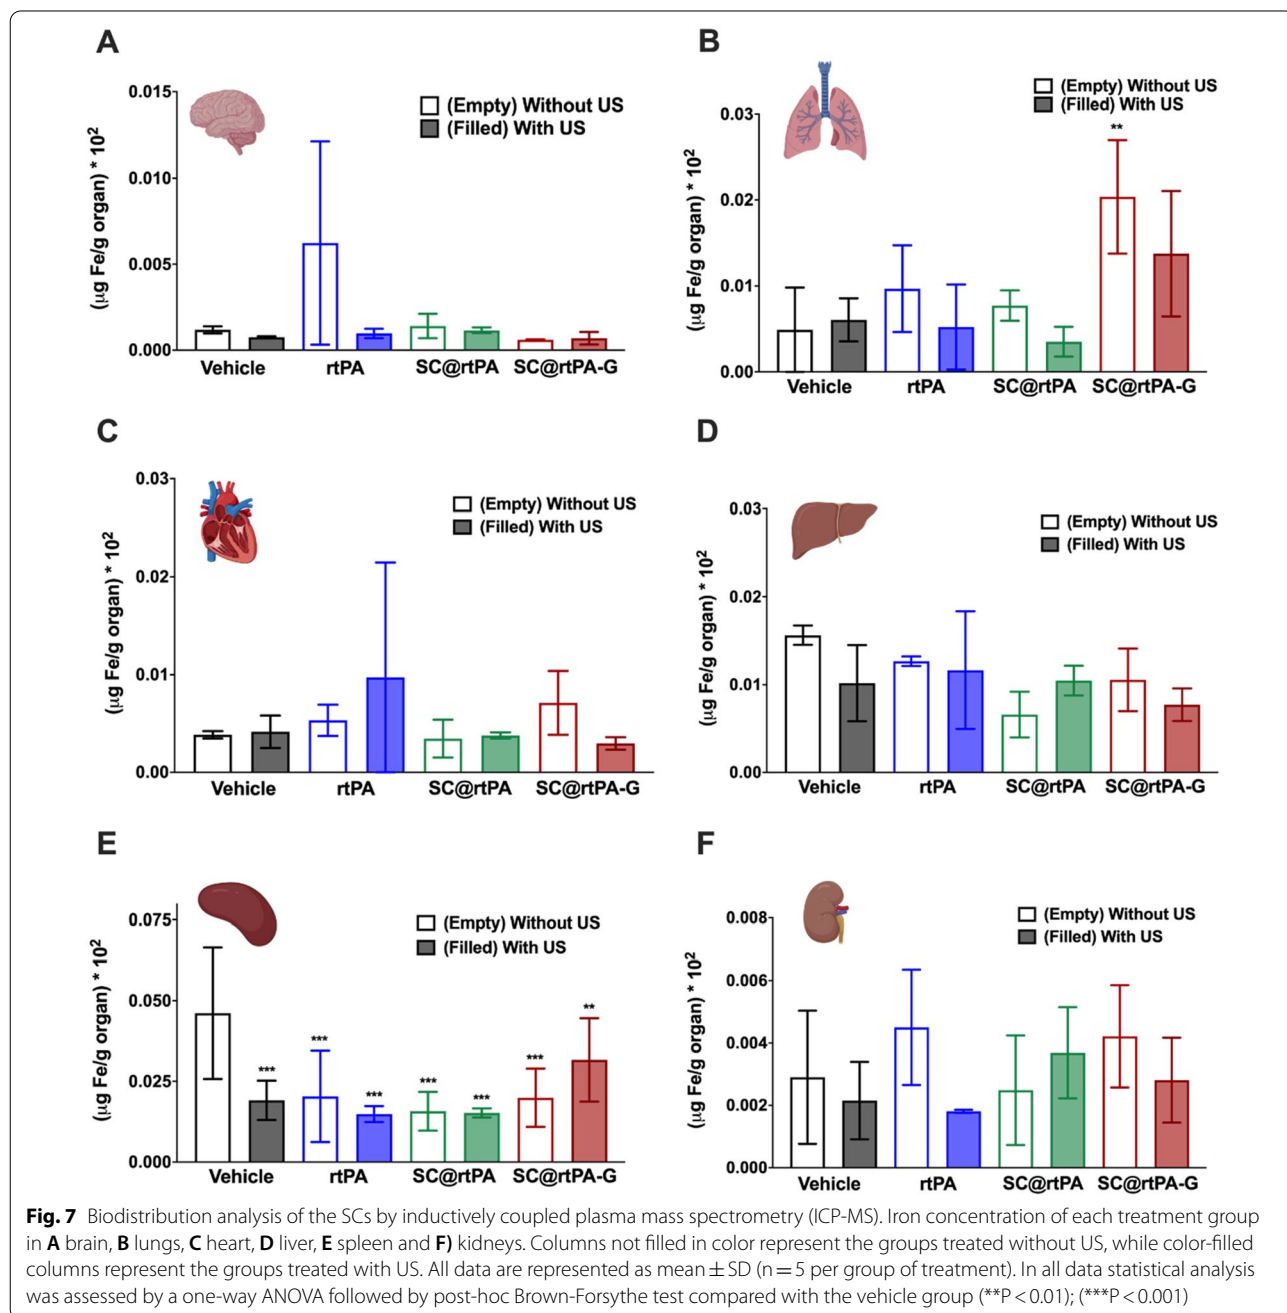 A
(μg Fe/g organ) * 10²
0.015
0.010
0.005
0.000
(Empty) Without US
(Filled) With US
Vehicle rtPA SC@rtPA SC@rtPA-G
B
(μg Fe/g organ) * 10²
0.03
0.02
0.01
0.00
(Empty) Without US
(Filled) With US
**
Vehicle rtPA SC@rtPA SC@rtPA-G
C
(μg Fe/g organ) * 10²
0.03
0.02
0.01
0.00
(Empty) Without US
(Filled) With US
Vehicle rtPA SC@rtPA SC@rtPA-G
D
(μg Fe/g organ) * 10²
0.03
0.02
0.01
0.00
(Empty) Without US
(Filled) With US
Vehicle rtPA SC@rtPA SC@rtPA-G
E
(μg Fe/g organ) * 10²
0.075
0.050
0.025
0.000
(Empty) Without US
(Filled) With US
*** *** *** *** *** *** **
Vehicle rtPA SC@rtPA SC@rtPA-G
F
(μg Fe/g organ) * 10²
0.008
0.006
0.004
0.002
0.000
(Empty) Without US
(Filled) With US
Vehicle rtPA SC@rtPA SC@rtPA-G
Fig. 7 Biodistribution analysis of the SCs by inductively coupled plasma mass spectrometry (ICP-MS). Iron concentration of each treatment group
in A brain, B lungs, C heart, D liver, E spleen and F) kidneys. Columns not filled in color represent the groups treated without US, while color-filled
columns represent the groups treated with US. All data are represented as mean ± SD (n = 5 per group of treatment). In all data statistical analysis
was assessed by a one-way ANOVA followed by post-hoc Brown-Forsythe test compared with the vehicle group (**P < 0.01); (***P < 0.001)